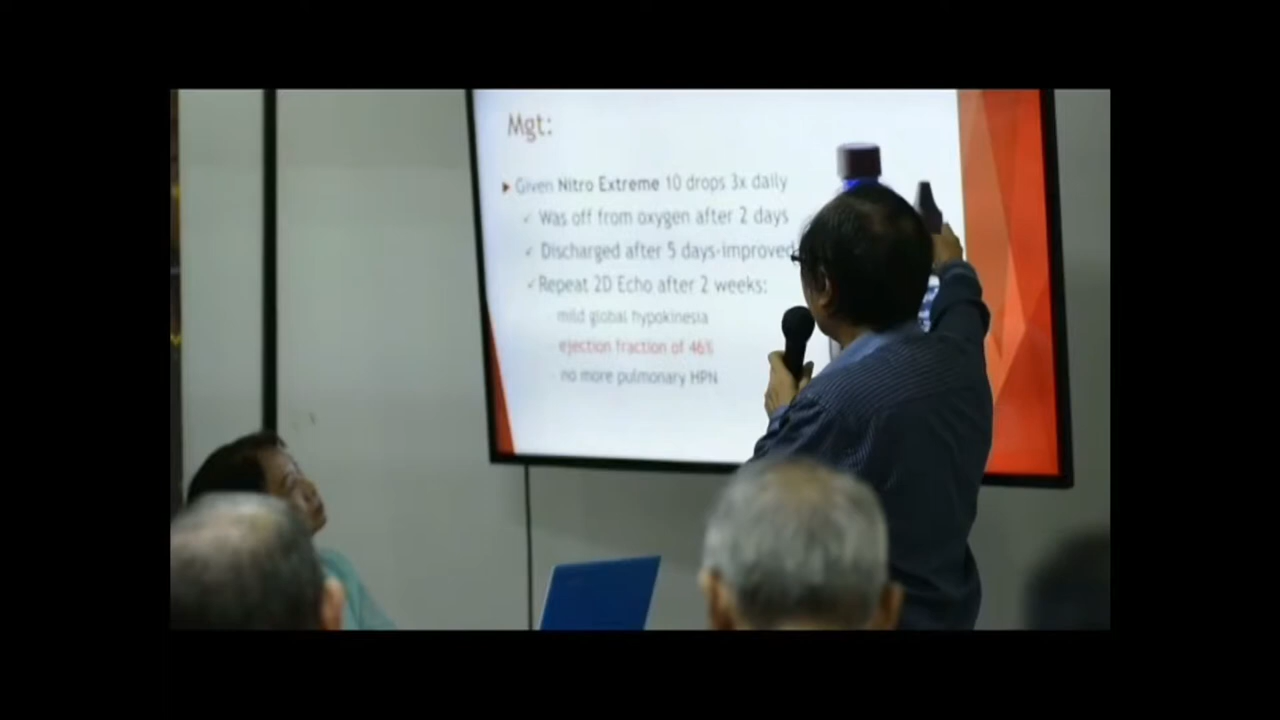 Mgt:
Given Nitro Extreme 10 drops 3x daily
Was off from oxygen after 2 days
Discharged after 5 days-improved
Repeat 2D Echo after 2 weeks:
mild global hypokinesia
ejection fraction of 46%
no more pulmonary HPN